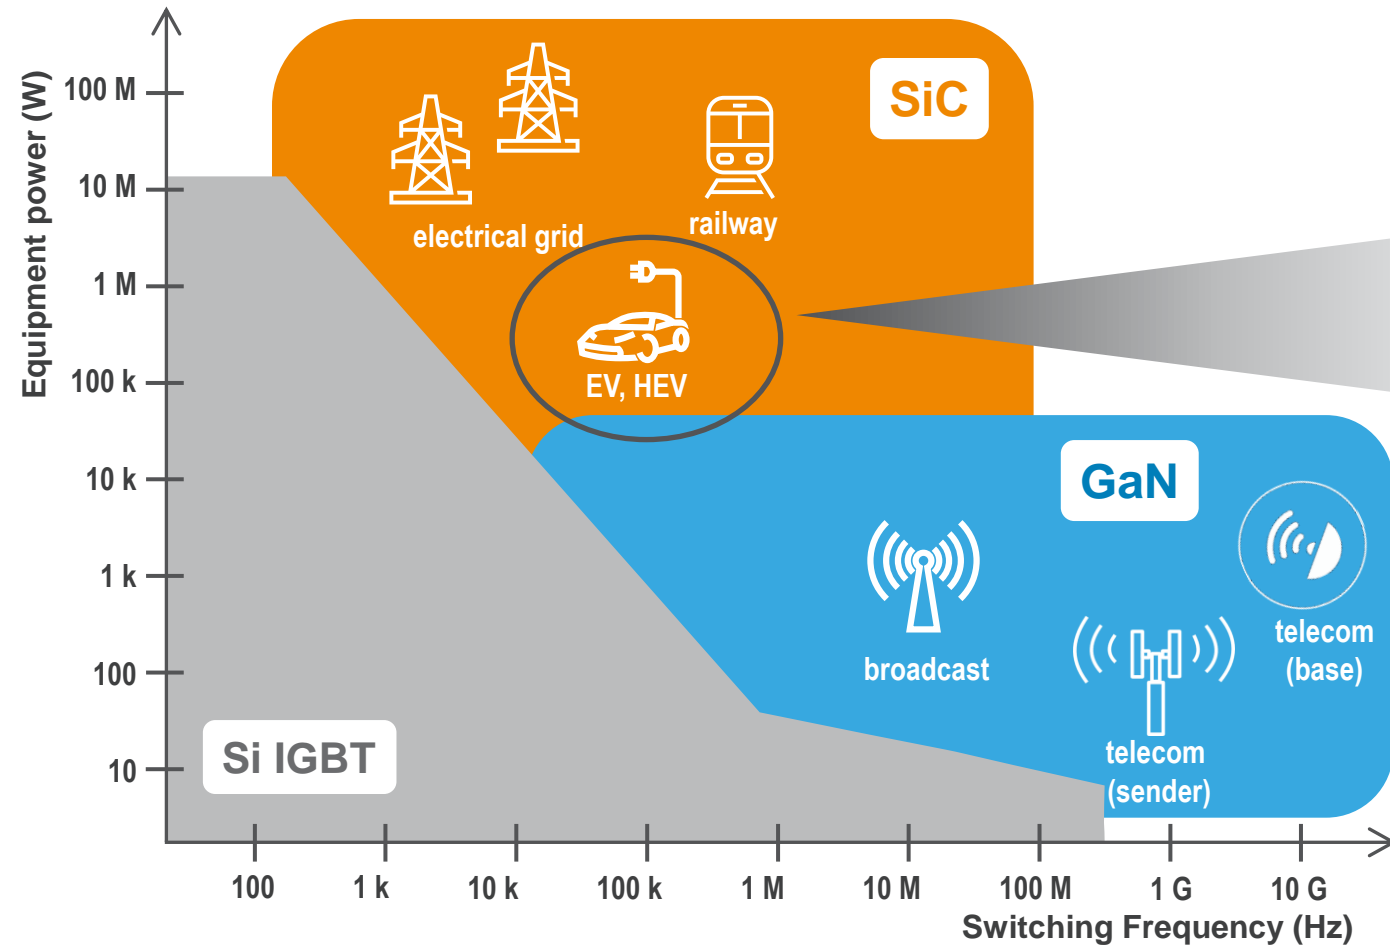 Equipment power (W)
100 M
10 M
1 M
100 k
10 k
1 k
100
10
SiC
electrical grid
railway
EV, HEV
GaN
broadcast
telecom
(sender)
telecom
(base)
Si IGBT
100
1 k
10 k
100 k
1 M
10 M
100 M
1 G
10 G
Switching Frequency (Hz)